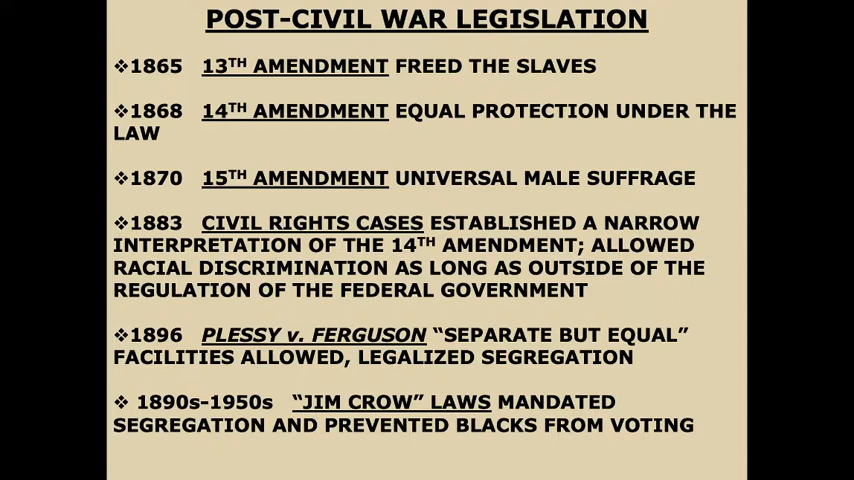 POST-CIVIL WAR LEGISLATION
❖1865 13TH AMENDMENT FREED THE SLAVES
❖1868 14TH AMENDMENT EQUAL PROTECTION UNDER THE
LAW
❖1870 15TH AMENDMENT UNIVERSAL MALE SUFFRAGE
❖1883 CIVIL RIGHTS CASES ESTABLISHED A NARROW
INTERPRETATION OF THE 14TH AMENDMENT; ALLOWED
RACIAL DISCRIMINATION AS LONG AS OUTSIDE OF THE
REGULATION OF THE FEDERAL GOVERNMENT
❖1896 PLESSY v. FERGUSON “SEPARATE BUT EQUAL”
FACILITIES ALLOWED, LEGALIZED SEGREGATION
❖ 1890s-1950s “JIM CROW” LAWS MANDATED
SEGREGATION AND PREVENTED BLACKS FROM VOTING